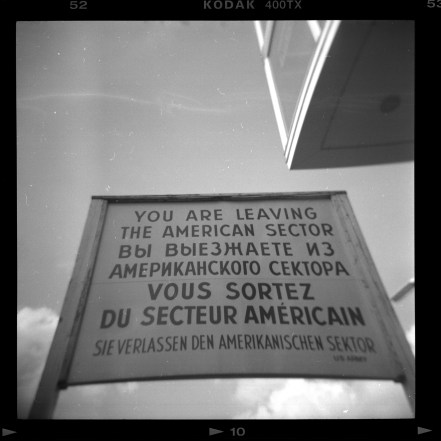 52 KODAK 400TX 53
YOU ARE LEAVING
THE AMERICAN SECTOR
ВЫ ВЫЕЗЖАЕТЕ ИЗ
АМЕРИКАНСКОГО СЕКТОРА
VOUS SORTEZ
DU SECTEUR AMÉRICAIN
SIE VERLASSEN DEN AMERIKANISCHEN SEKTOR
US ARMY
10